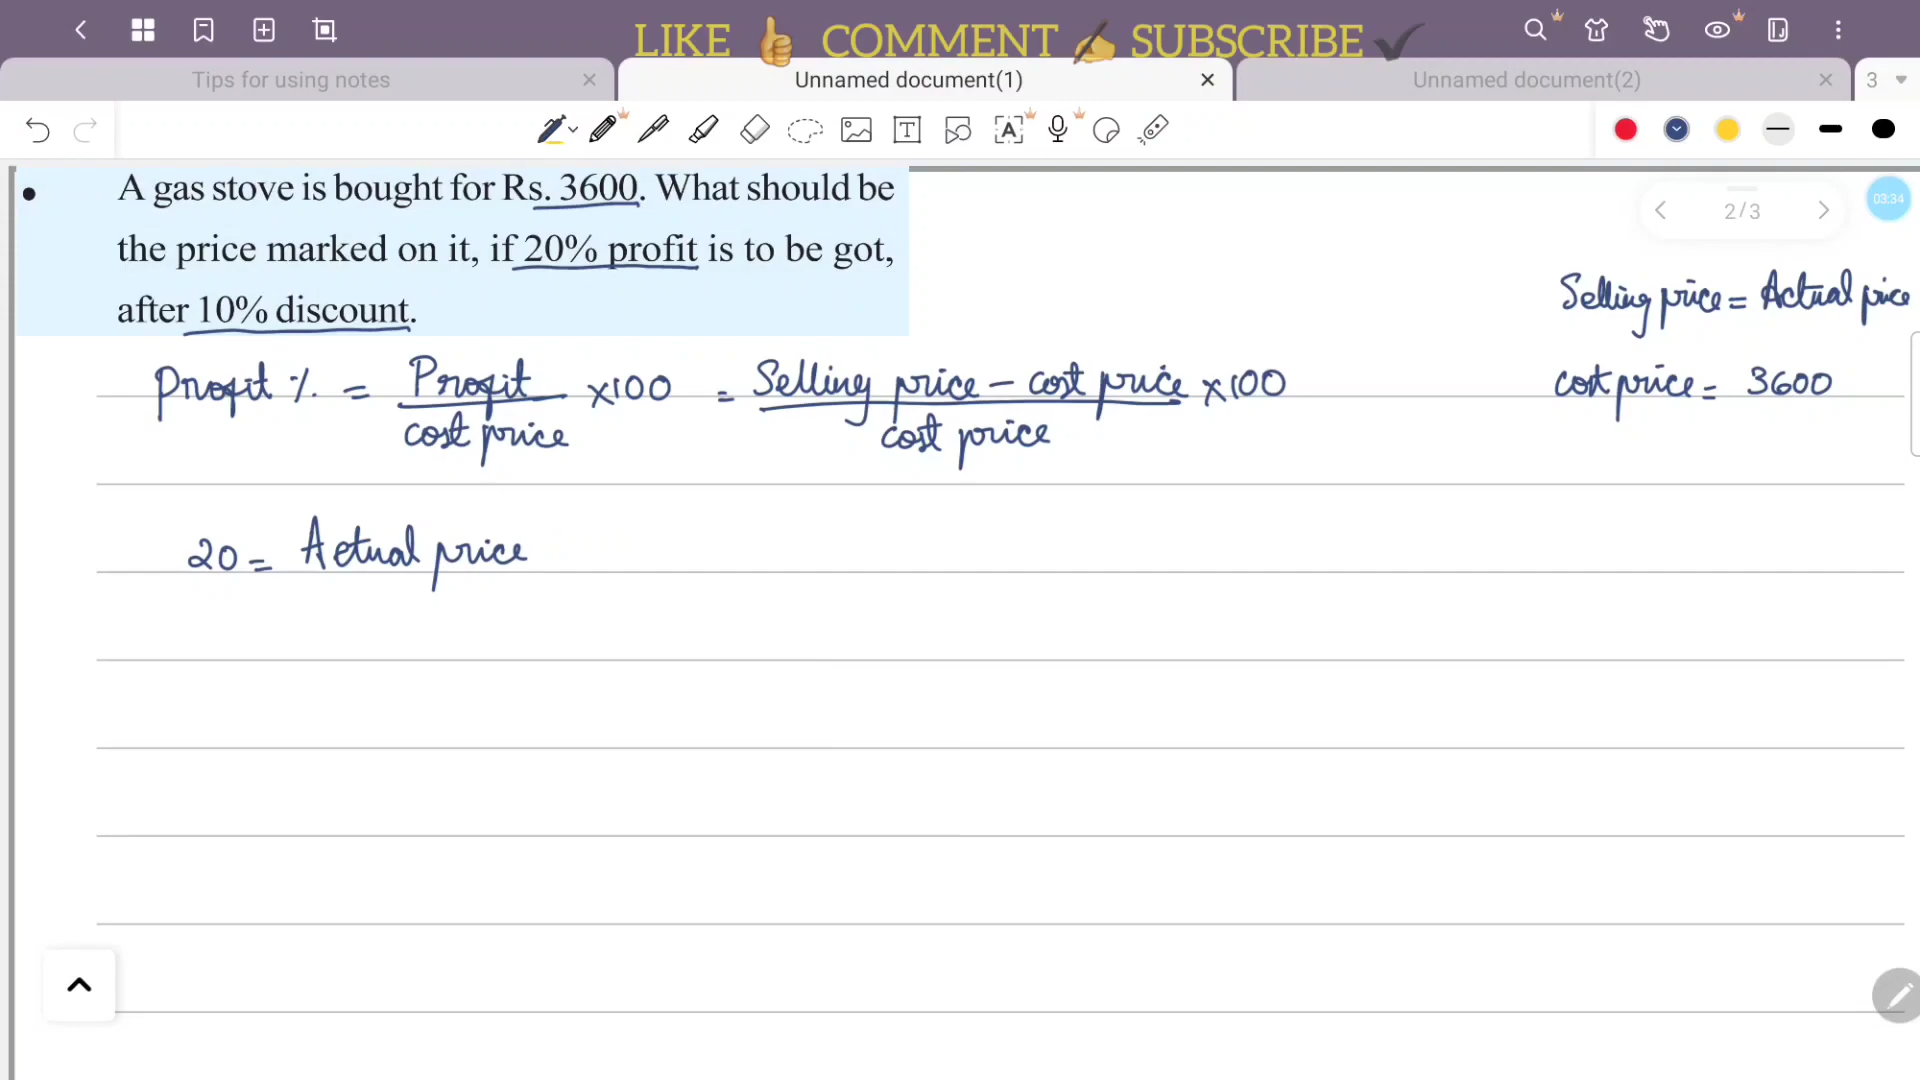 LIKE 👍 COMMENT ✍ SUBSCRIBE ✔
Tips for using notes
Unnamed document(1)
Unnamed document(2)
3
A gas stove is bought for Rs. 3600. What should be
the price marked on it, if 20% profit is to be got,
after 10% discount.
2/3
03:34
Selling price = Actual price
Profit % = Profit / cost price ×100 = Selling price - cost price / cost price ×100
cost price = 3600
20 = Actual price